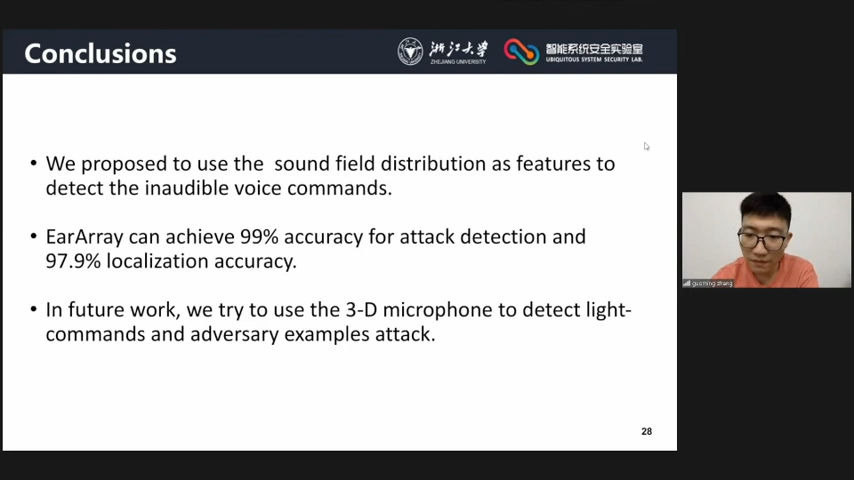 Conclusions
浙江大学
ZHEJIANG UNIVERSITY
智能系统安全实验室
UBIQUITOUS SYSTEM SECURITY LAB.
• We proposed to use the  sound field distribution as features to
detect the inaudible voice commands.
• EarArray can achieve 99% accuracy for attack detection and
97.9% localization accuracy.
• In future work, we try to use the 3-D microphone to detect light-
commands and adversary examples attack.
guoming zhang
28